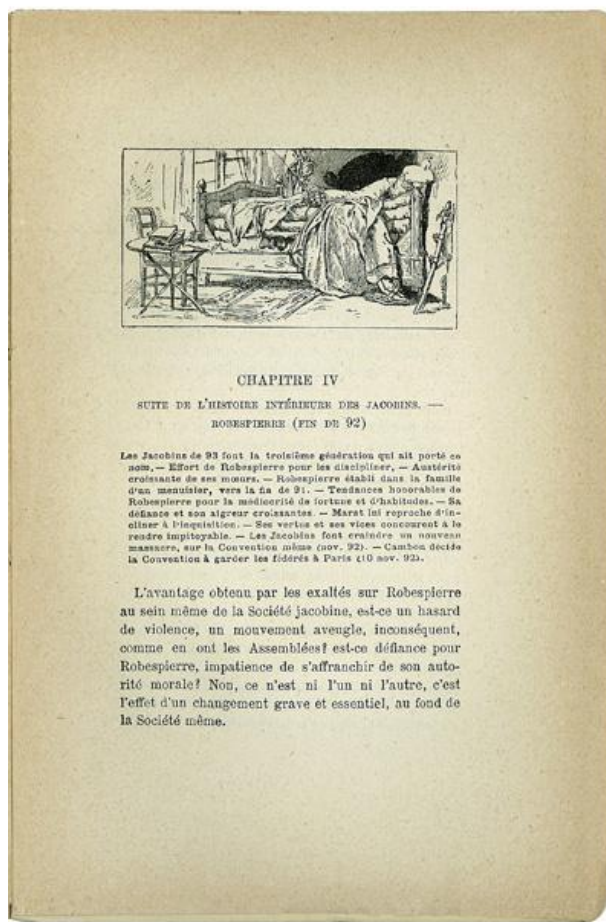 CHAPITRE IV
SUITE DE L'HISTOIRE INTÉRIEURE DES JACOBINS. —
ROBESPIERRE (FIN DE 92)
Les Jacobins de 93 font la troisième génération qui ait porté ce
nom. — Effort de Robespierre pour les discipliner. — Austérité
croissante de ses mœurs. — Robespierre établi dans la famille
d'un menuisier, vers la fin de 91. — Tendances honorables de
Robespierre pour la médiocrité de fortune et d'habitudes. — Sa
défiance et son aigreur croissantes. — Marat lui reproche d'in-
cliner à l'inquisition. — Ses vertus et ses vices concourent à le
rendre impitoyable. — Les Jacobins font craindre un nouveau
massacre, sur la Convention même (nov. 92). — Cambon décide
la Convention à garder les fédérés à Paris (10 nov. 92).
L'avantage obtenu par les exaltés sur Robespierre
au sein même de la Société jacobine, est-ce un hasard
de violence, un mouvement aveugle, inconséquent,
comme en ont les Assemblées? est-ce défiance pour
Robespierre, impatience de s'affranchir de son auto-
rité morale? Non, ce n'est ni l'un ni l'autre, c'est
l'effet d'un changement grave et essentiel, au fond de
la Société même.